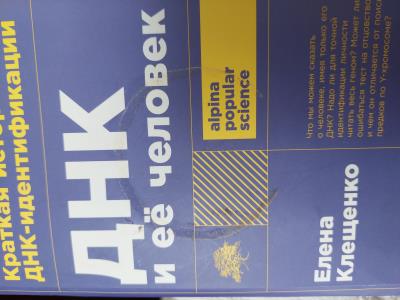 Краткая истор
ДНК-идентификации
ДНК
и её человек
alpina
popular
science
Елена
Клещенко
Что мы можем сказать
о человеке, имея только его
ДНК? Надо ли для точной
идентификации личности
читать весь геном? Может ли
ошибаться тест на отцовство
и чем он отличается от поиска
предков по Y-хромосоме?